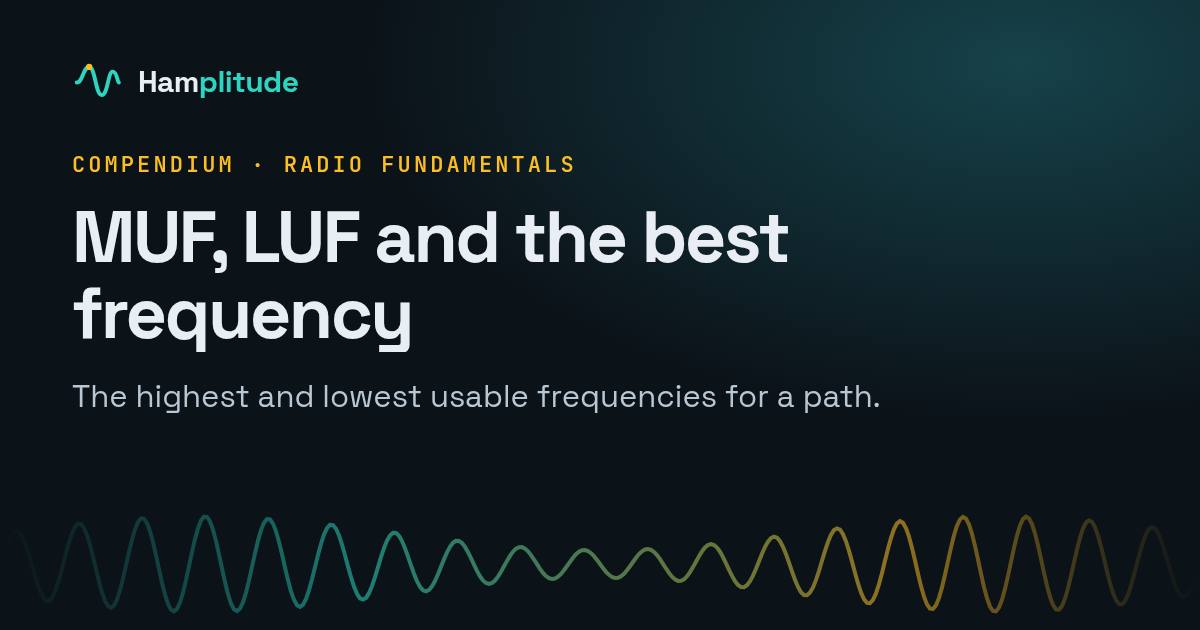 Hamplitude
COMPENDIUM · RADIO FUNDAMENTALS
MUF, LUF and the best
frequency
The highest and lowest usable frequencies for a path.